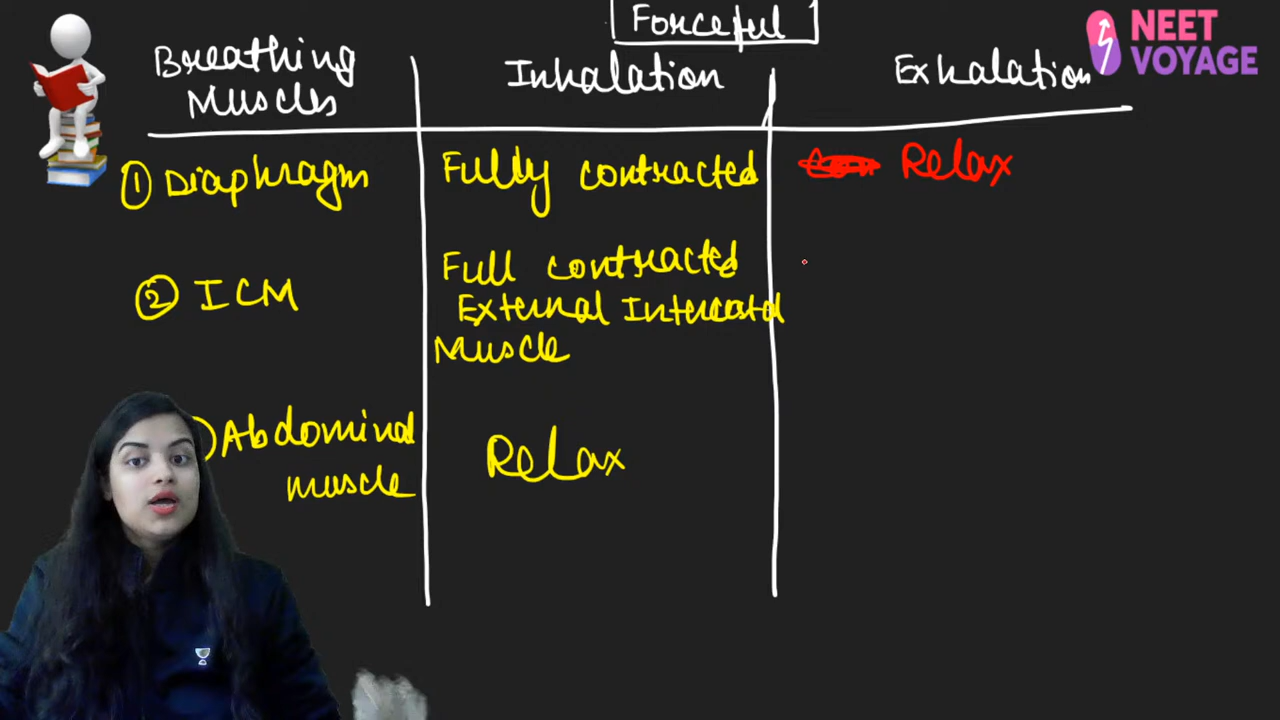 Forceful
NEET
VOYAGE
Breathing
Muscles
Inhalation
Exhalation
① Diaphragm
Fully contracted
Relax
② ICM
Full contracted
External Intercostal
Muscle
Abdominal
muscle
Relax